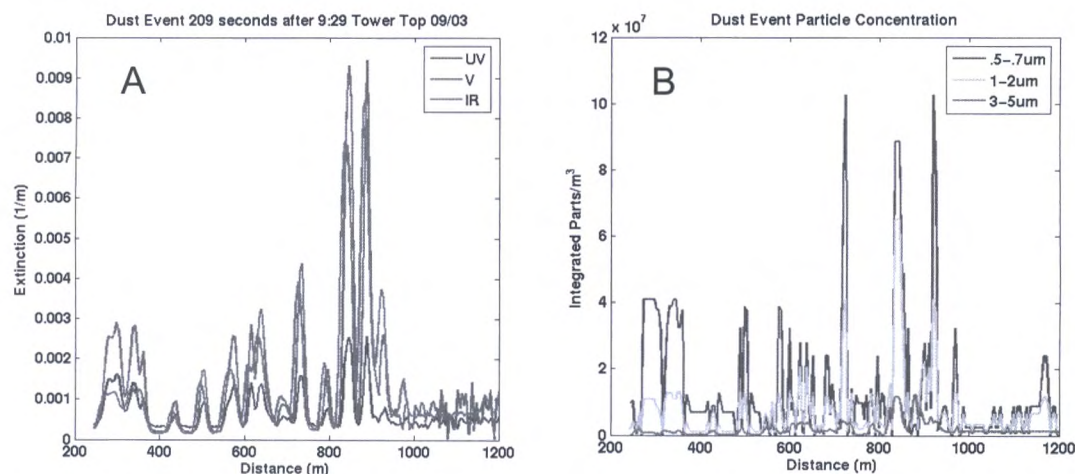 Dust Event 209 seconds after 9:29 Tower Top 09/03
0.01
0.009
0.008
0.007
0.006
0.005
0.004
0.003
0.002
0.001
0
Extinction (1/m)
A
UV
V
IR
200 400 600 800 1000 1200
Distance (m)
Dust Event Particle Concentration
12 x 10^7
10
8
6
4
2
0
Integrated Parts/m³
B
.5-.7um
1-2um
3-5um
200 400 600 800 1000 1200
Distance (m)